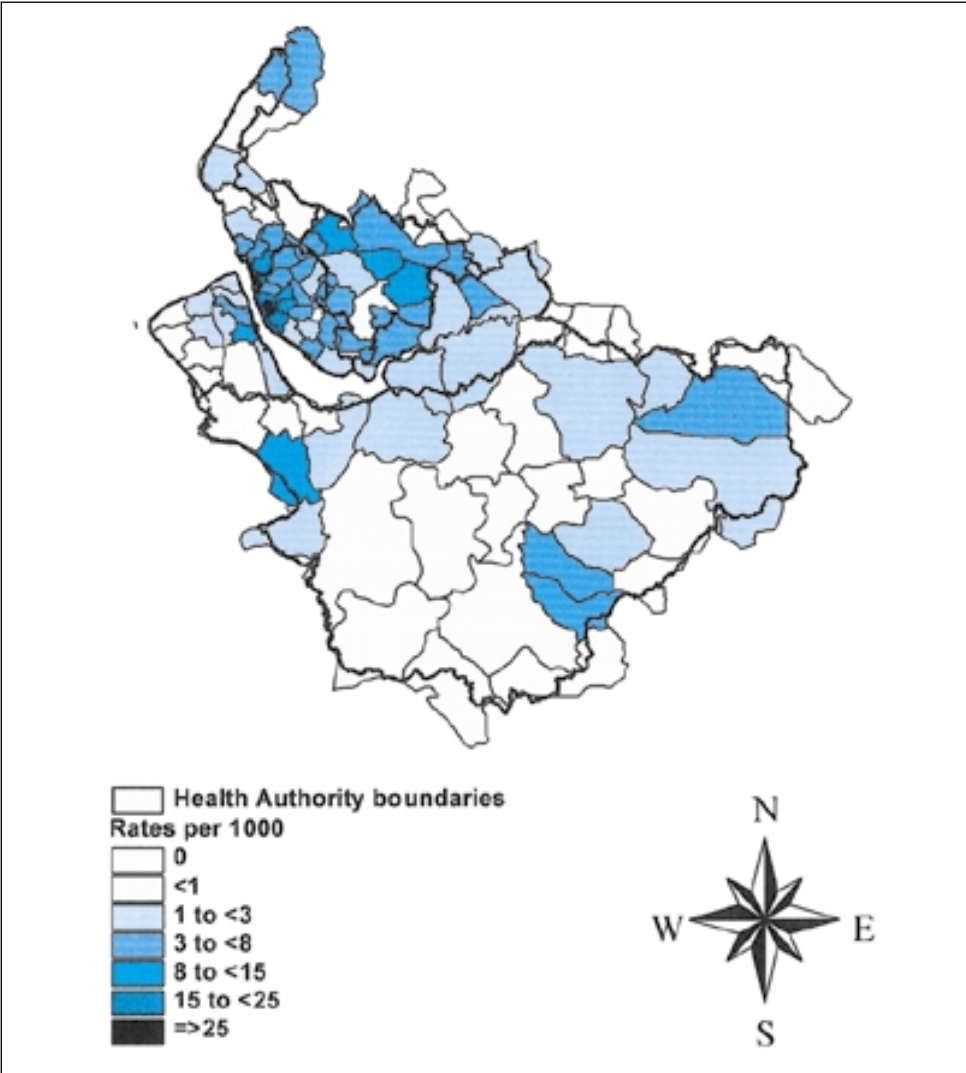 Health Authority boundaries
Rates per 1000
0
<1
1 to <3
3 to <8
8 to <15
15 to <25
=>25
N
W E
S